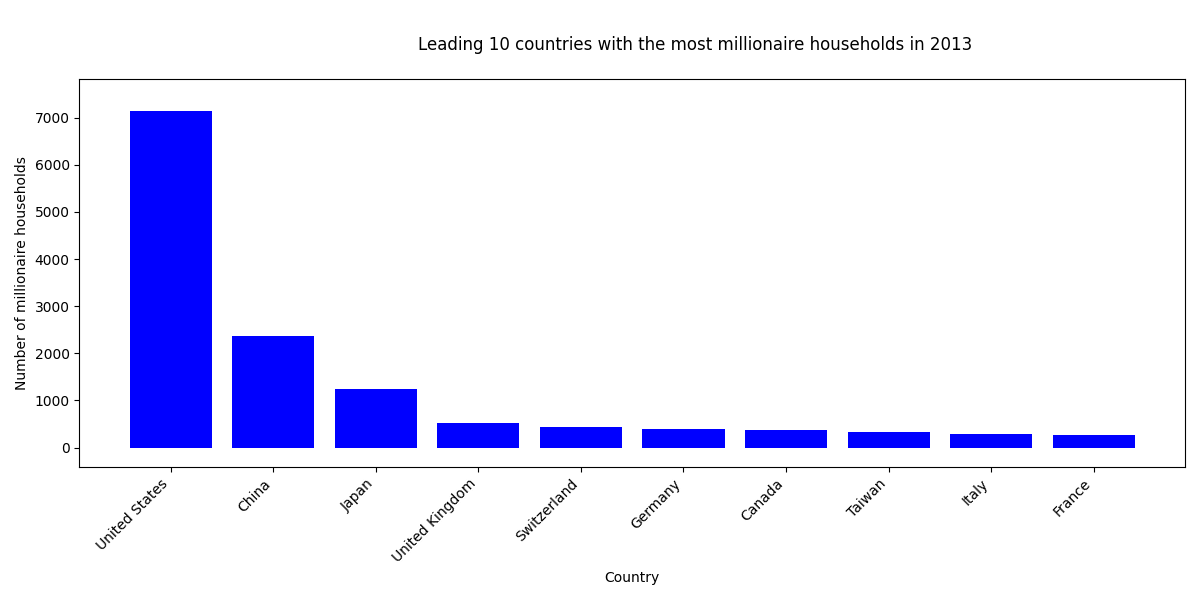 Leading 10 countries with the most millionaire households in 2013
Number of millionaire households
7000
6000
5000
4000
3000
2000
1000
0
United States
China
Japan
United Kingdom
Switzerland
Germany
Canada
Taiwan
Italy
France
Country